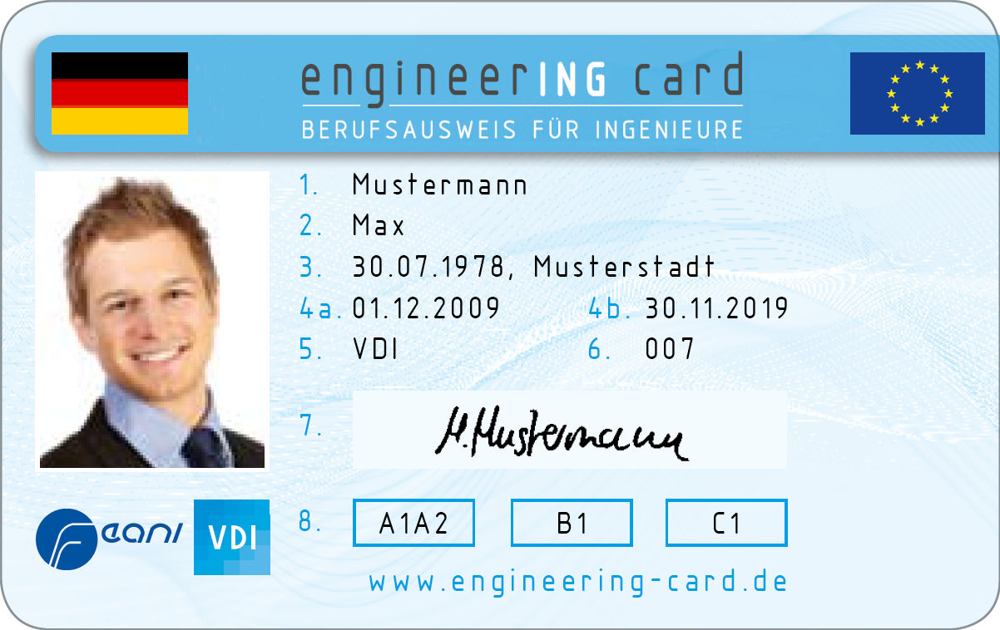 engineerING card
BERUFSAUSWEIS FÜR INGENIEURE
1. Mustermann
2. Max
3. 30.07.1978, Musterstadt
4a. 01.12.2009 4b. 30.11.2019
5. VDI 6. 007
7. M.Mustermann
8. A1A2 B1 C1
Feani VDI
www.engineering-card.de